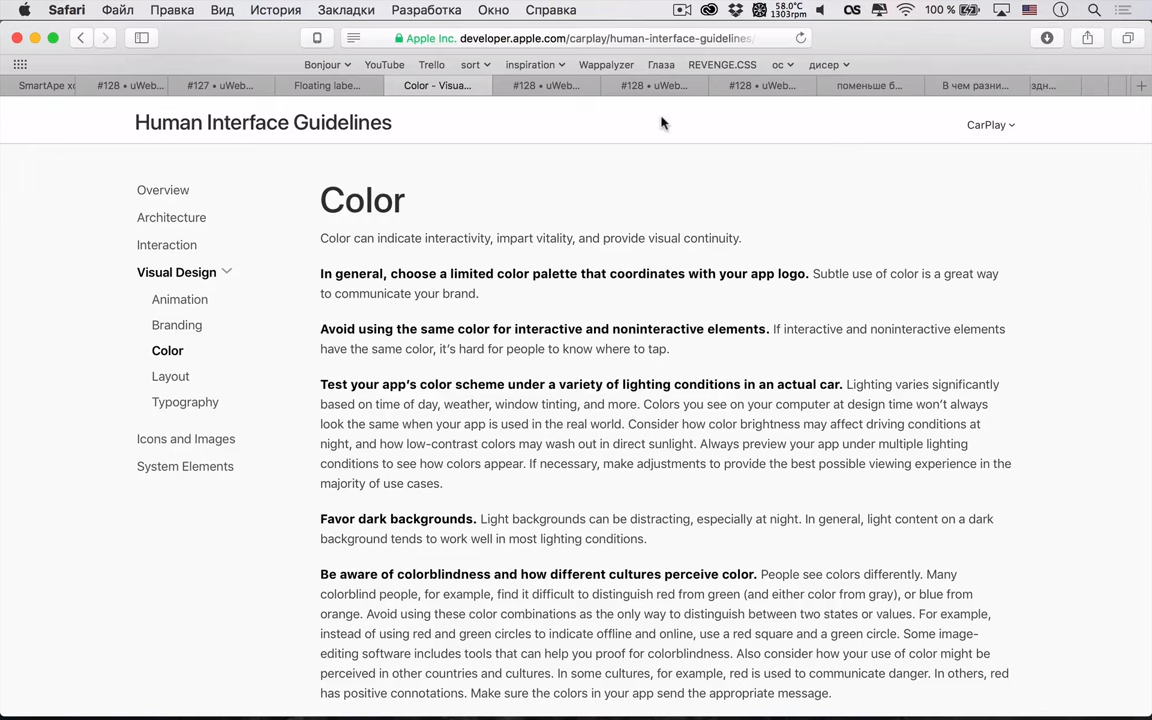 Safari Файл Правка Вид История Закладки Разработка Окно Справка 58.0°C 1303rpm 100 %
Apple Inc. developer.apple.com/carplay/human-interface-guidelines/
Bonjour YouTube Trello sort inspiration Wappalyzer Глаза REVENGE.CSS ос дисер
SmartApe хо #128 • uWeb... #127 • uWeb... Floating labe... Color - Visua... #128 • uWeb... #128 • uWeb... #128 • uWeb... поменьше б... В чем разни... здн...
Human Interface Guidelines
CarPlay
Overview
Architecture
Interaction
Visual Design
Animation
Branding
Color
Layout
Typography
Icons and Images
System Elements
Color
Color can indicate interactivity, impart vitality, and provide visual continuity.
In general, choose a limited color palette that coordinates with your app logo. Subtle use of color is a great way
to communicate your brand.
Avoid using the same color for interactive and noninteractive elements. If interactive and noninteractive elements
have the same color, it’s hard for people to know where to tap.
Test your app’s color scheme under a variety of lighting conditions in an actual car. Lighting varies significantly
based on time of day, weather, window tinting, and more. Colors you see on your computer at design time won’t always
look the same when your app is used in the real world. Consider how color brightness may affect driving conditions at
night, and how low-contrast colors may wash out in direct sunlight. Always preview your app under multiple lighting
conditions to see how colors appear. If necessary, make adjustments to provide the best possible viewing experience in the
majority of use cases.
Favor dark backgrounds. Light backgrounds can be distracting, especially at night. In general, light content on a dark
background tends to work well in most lighting conditions.
Be aware of colorblindness and how different cultures perceive color. People see colors differently. Many
colorblind people, for example, find it difficult to distinguish red from green (and either color from gray), or blue from
orange. Avoid using these color combinations as the only way to distinguish between two states or values. For example,
instead of using red and green circles to indicate offline and online, use a red square and a green circle. Some image-
editing software includes tools that can help you proof for colorblindness. Also consider how your use of color might be
perceived in other countries and cultures. In some cultures, for example, red is used to communicate danger. In others, red
has positive connotations. Make sure the colors in your app send the appropriate message.